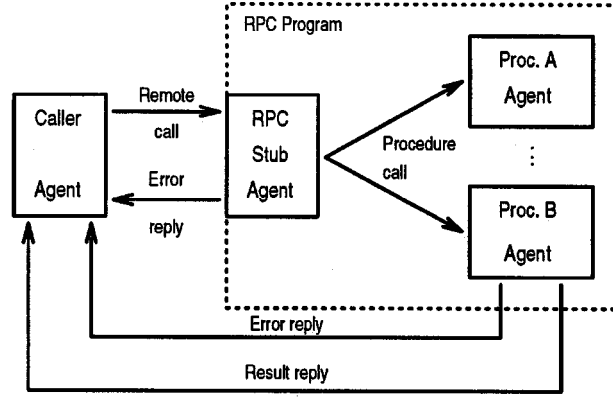 RPC Program
Caller
Agent
Remote
call
Error
reply
RPC
Stub
Agent
Procedure
call
Proc. A
Agent
Proc. B
Agent
Error reply
Result reply